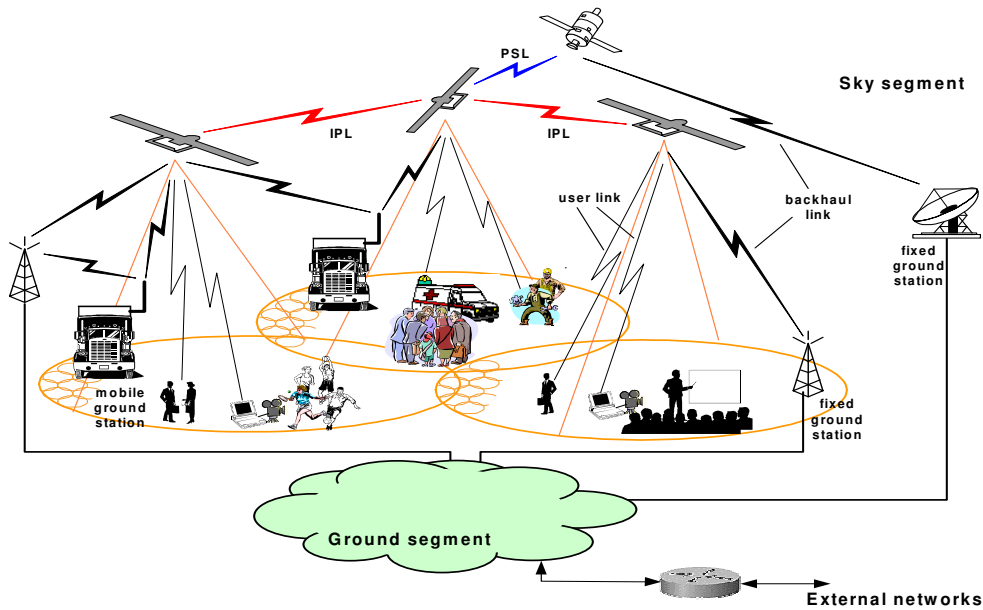 PSL
Sky segment
IPL
IPL
user link
backhaul
link
fixed
ground
station
mobile
ground
station
fixed
ground
station
Ground segment
External networks